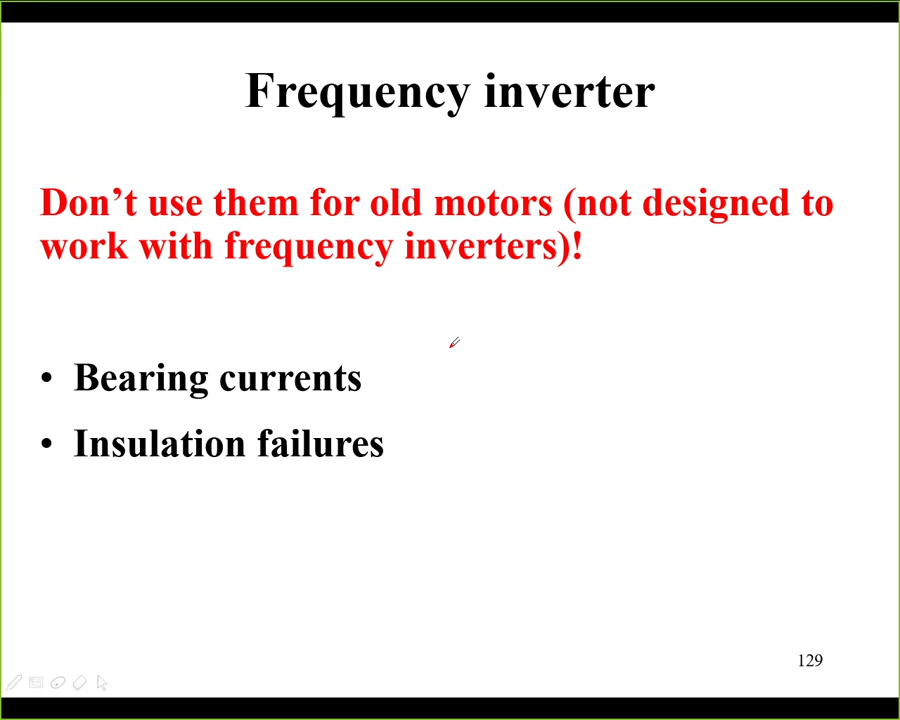 Frequency inverter
Don’t use them for old motors (not designed to
work with frequency inverters)!
• Bearing currents
• Insulation failures
129